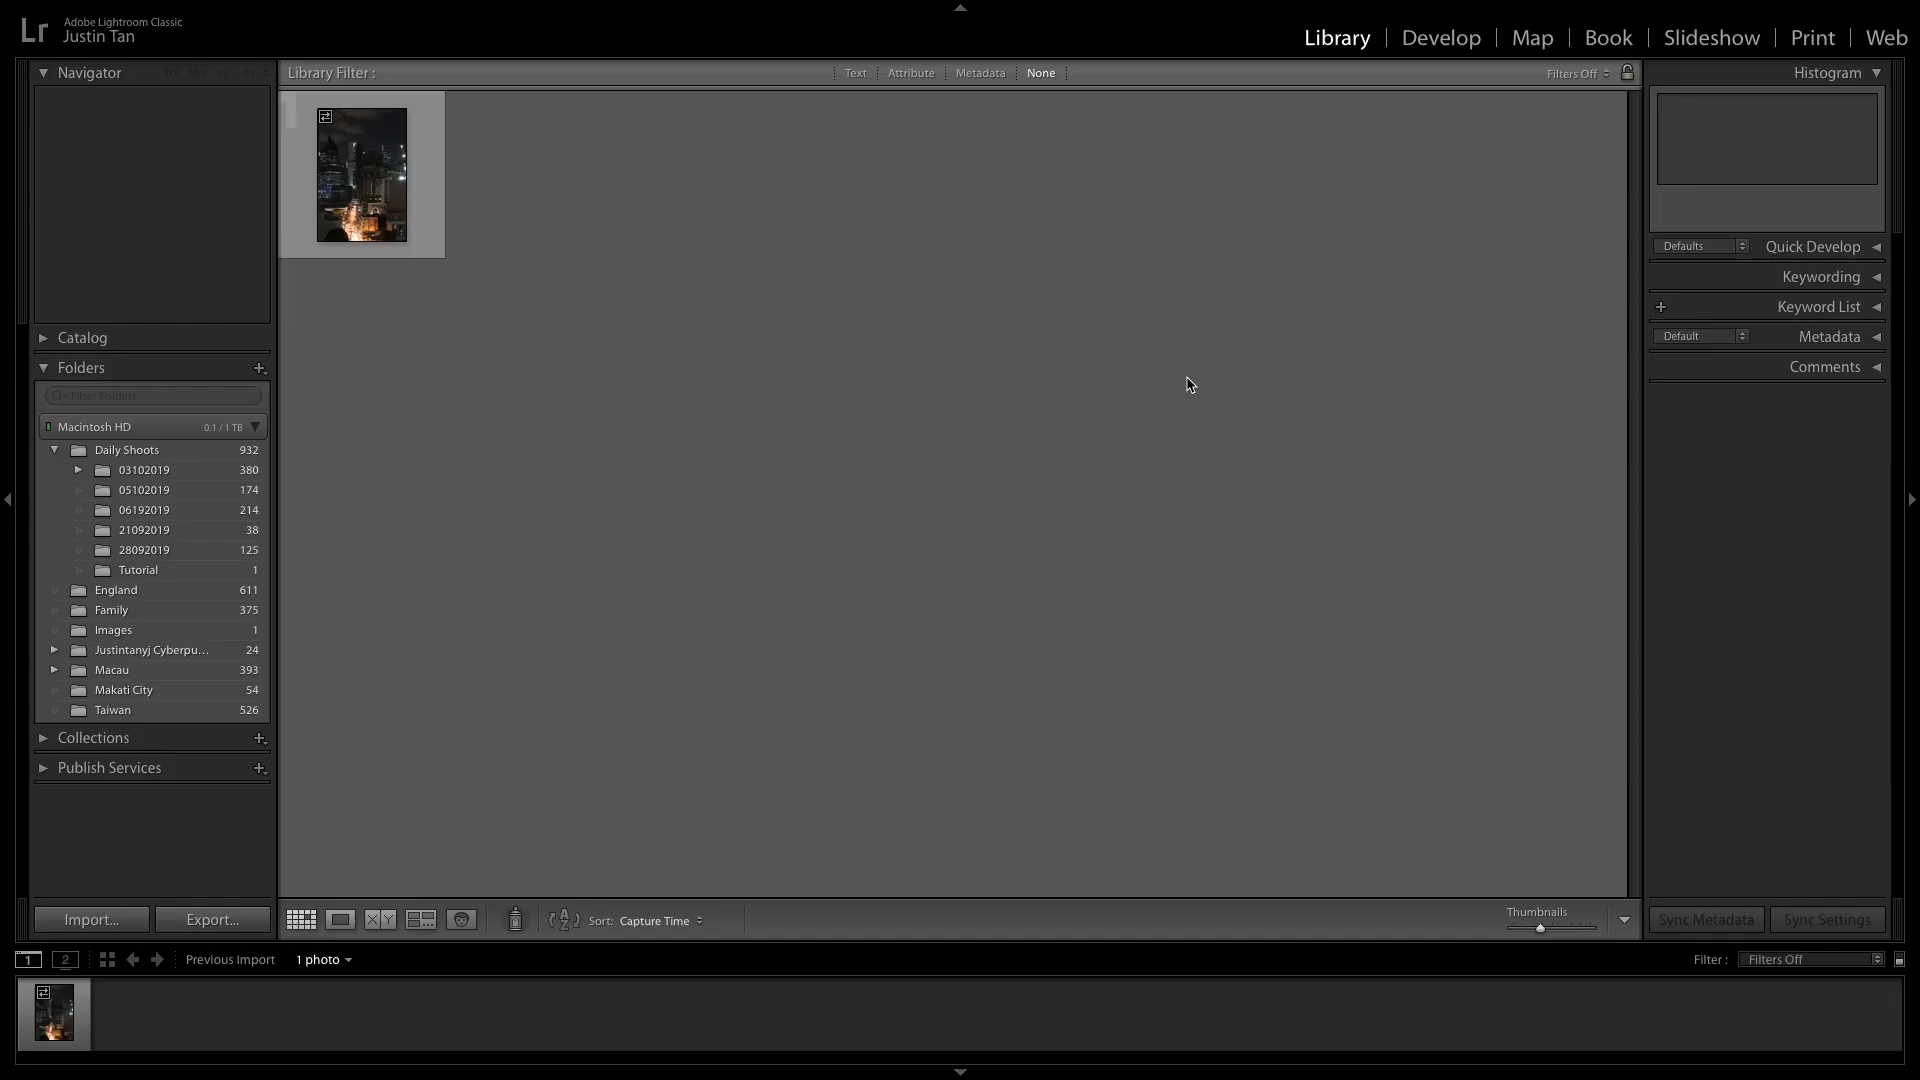 Lr Adobe Lightroom Classic
Justin Tan
Library | Develop | Map | Book | Slideshow | Print | Web
Navigator
Library Filter : Text Attribute Metadata None Filters Off
Histogram
Defaults Quick Develop
Keywording
Keyword List
Default Metadata
Comments
Catalog
Folders
Filter Folders
Macintosh HD 0.1 / 1 TB
Daily Shoots 932
03102019 380
05102019 174
06192019 214
21092019 38
28092019 125
Tutorial 1
England 611
Family 375
Images 1
Justintanyj Cyberpu... 24
Macau 393
Makati City 54
Taiwan 526
Collections
Publish Services
Import... Export...
XY
Sort: Capture Time
Thumbnails
Sync Metadata Sync Settings
1 2 Previous Import 1 photo
Filter : Filters Off